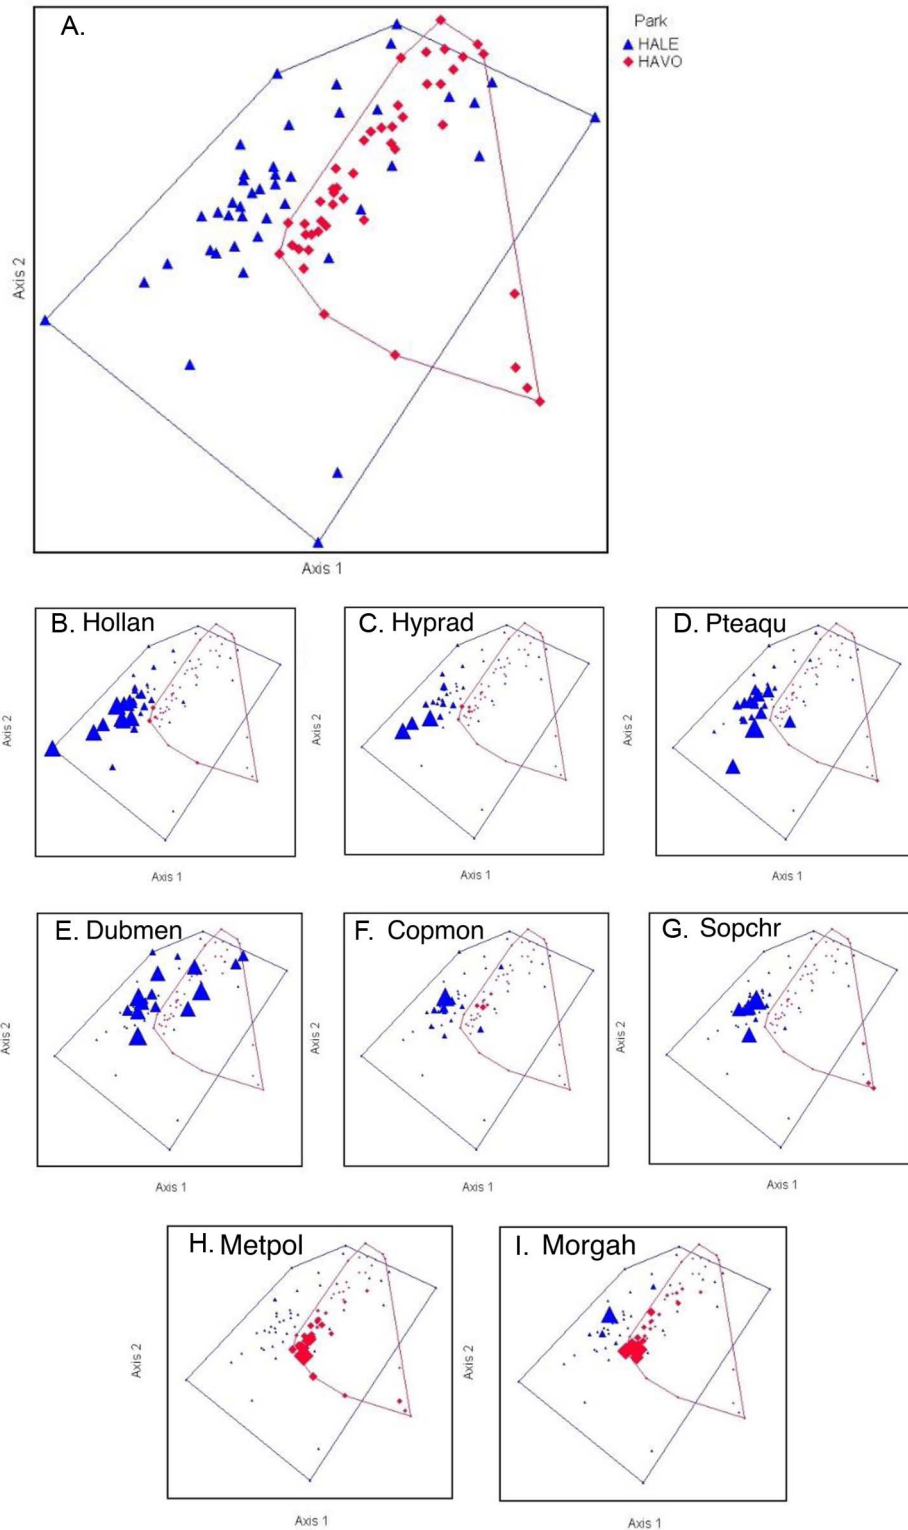 A.
Park
HALE
HAVO
Axis 2
Axis 1
B. Hollan
C. Hyprad
D. Pteaqu
Axis 2
Axis 2
Axis 2
Axis 1
Axis 1
Axis 1
E. Dubmen
F. Copmon
G. Sopchr
Axis 2
Axis 2
Axis 2
Axis 1
Axis 1
Axis 1
H. Metpol
I. Morgah
Axis 2
Axis 2
Axis 1
Axis 1